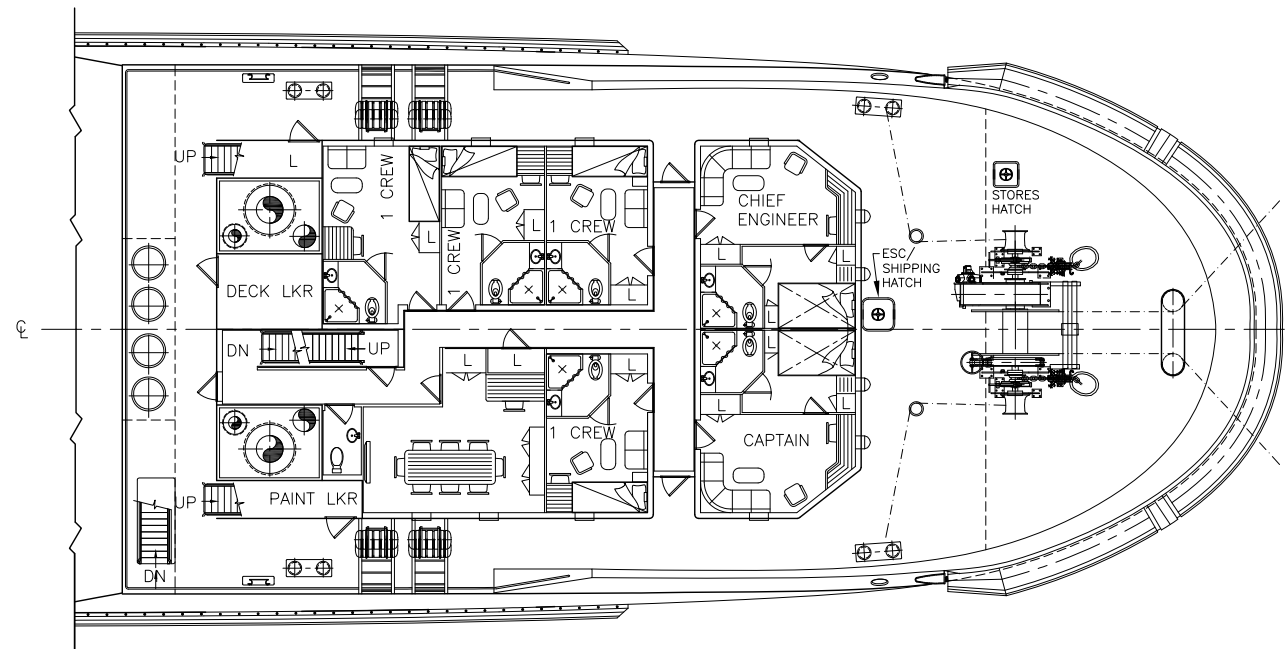 UP
L
1 CREW
1 CREW
1 CREW
L
L
L
DECK LKR
CHIEF
ENGINEER
L
L
STORES
HATCH
ESC/
SHIPPING
HATCH
L
L
L
L
CAPTAIN
℄
DN
UP
L
L
L
1 CREW
UP
PAINT LKR
DN